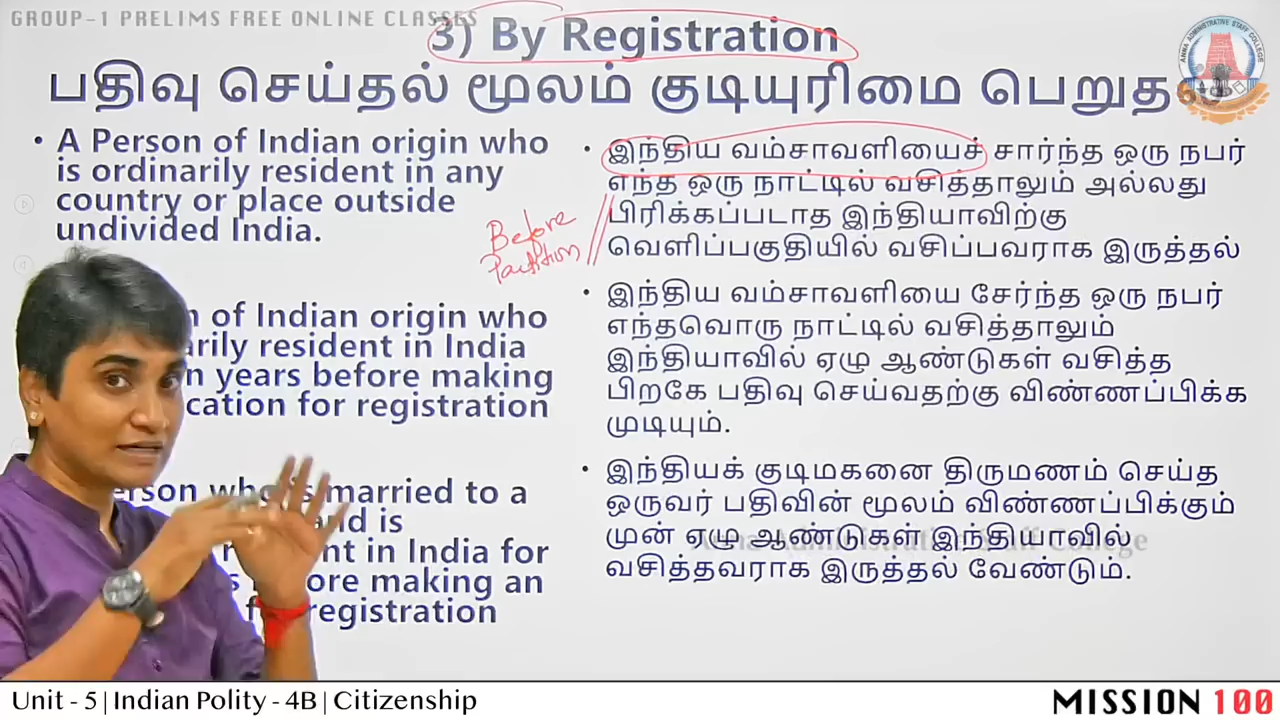 GROUP-1 PRELIMS FREE ONLINE CLASSES
3) By Registration
ANNA ADMINISTRATIVE STAFF COLLEGE
பதிவு செய்தல் மூலம் குடியுரிமை
• A Person of Indian origin who
is ordinarily resident in any
country or place outside
undivided India.
of Indian origin who
resident in India
years before making
for registration
who is married to a
and is
in India for
making an
registration
Before
Partition
• இந்திய வம்சாவளியைச் சார்ந்த ஒரு நபர்
எந்த ஒரு நாட்டில் வசித்தாலும் அல்லது
பிரிக்கப்படாத இந்தியாவிற்கு
வெளிப்பகுதியில் வசிப்பவராக இருத்தல்
• இந்திய வம்சாவளியை சேர்ந்த ஒரு நபர்
எந்தவொரு நாட்டில் வசித்தாலும்
இந்தியாவில் ஏழு ஆண்டுகள் வசித்த
பிறகே பதிவு செய்வதற்கு விண்ணப்பிக்க
முடியும்.
• இந்தியக் குடிமகனை திருமணம் செய்த
ஒருவர் பதிவின் மூலம் விண்ணப்பிக்கும்
முன் ஏழு ஆண்டுகள் இந்தியாவில்
வசித்தவராக இருத்தல் வேண்டும்.
Unit - 5 | Indian Polity - 4B | Citizenship
MISSION 100